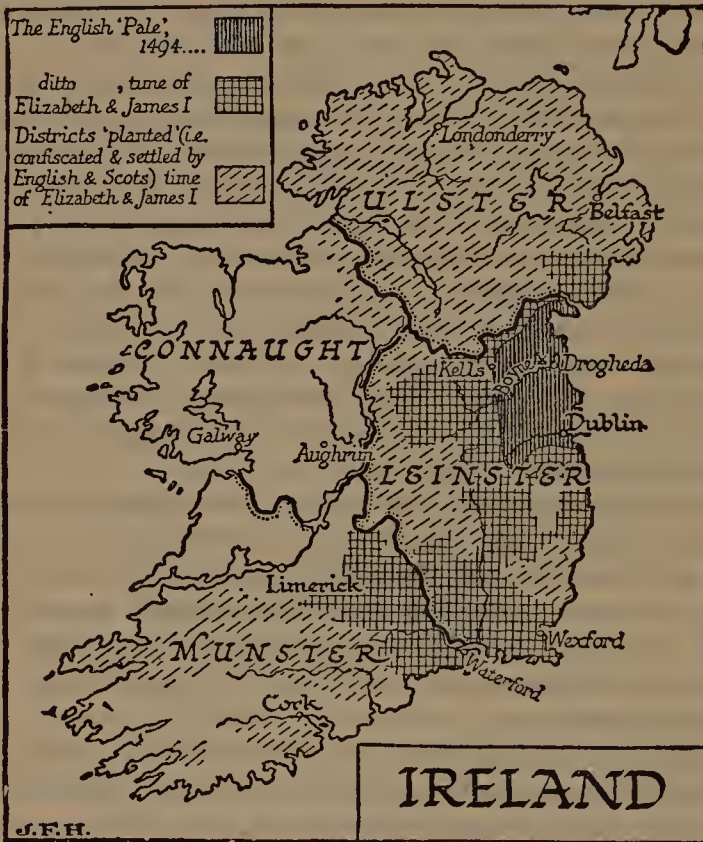 The English 'Pale',
1494....
ditto , time of
Elizabeth & James I
Districts 'planted' (i.e.
confiscated & settled by
English & Scots) time
of Elizabeth & James I
Londonderry
ULSTER
Belfast
CONNAUGHT
Kells
Boyne
Drogheda
Dublin
Galway
Aughrim
LEINSTER
Limerick
MUNSTER
Wexford
Waterford
Cork
IRELAND
J.F.H.